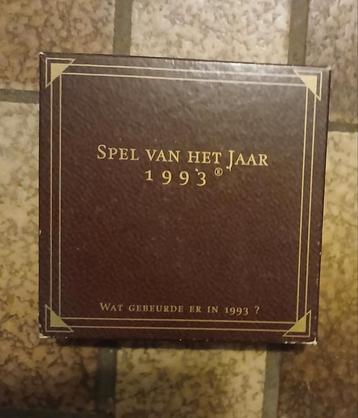 Spel van het Jaar
1993®
Wat gebeurde er in 1993 ?